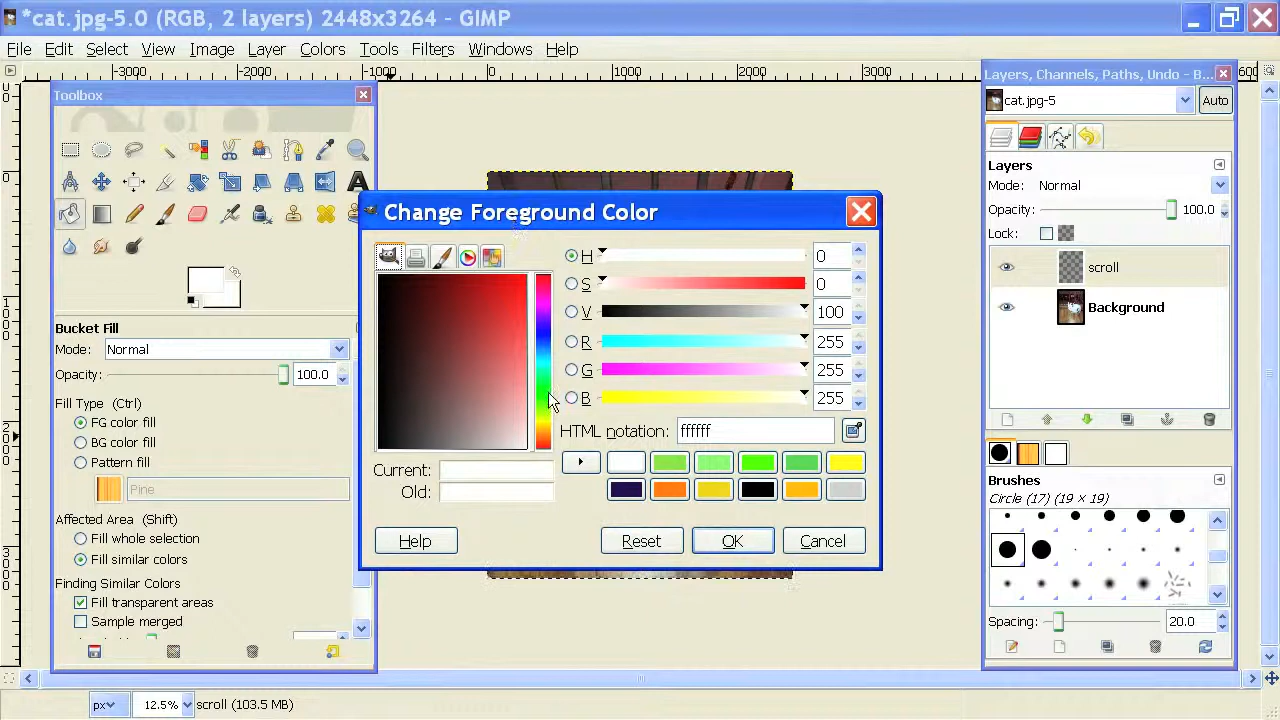 *cat.jpg-5.0 (RGB, 2 layers) 2448x3264 – GIMP
File Edit Select View Image Layer Colors Tools Filters Windows Help
-3000 -2000 -1000 0 1000 2000 3000
Toolbox
Bucket Fill
Mode: Normal
Opacity: 100.0
Fill Type (Ctrl)
FG color fill
BG color fill
Pattern fill
Pine
Affected Area (Shift)
Fill whole selection
Fill similar colors
Finding Similar Colors
Fill transparent areas
Sample merged
Change Foreground Color
H 0
S 0
V 100
R 255
G 255
B 255
HTML notation: ffffff
Current:
Old:
Help Reset OK Cancel
Layers, Channels, Paths, Undo - B...
cat.jpg-5 Auto
Layers
Mode: Normal
Opacity: 100.0
Lock:
scroll
Background
Brushes
Circle (17) (19 × 19)
Spacing: 20.0
px 12.5% scroll (103.5 MB)